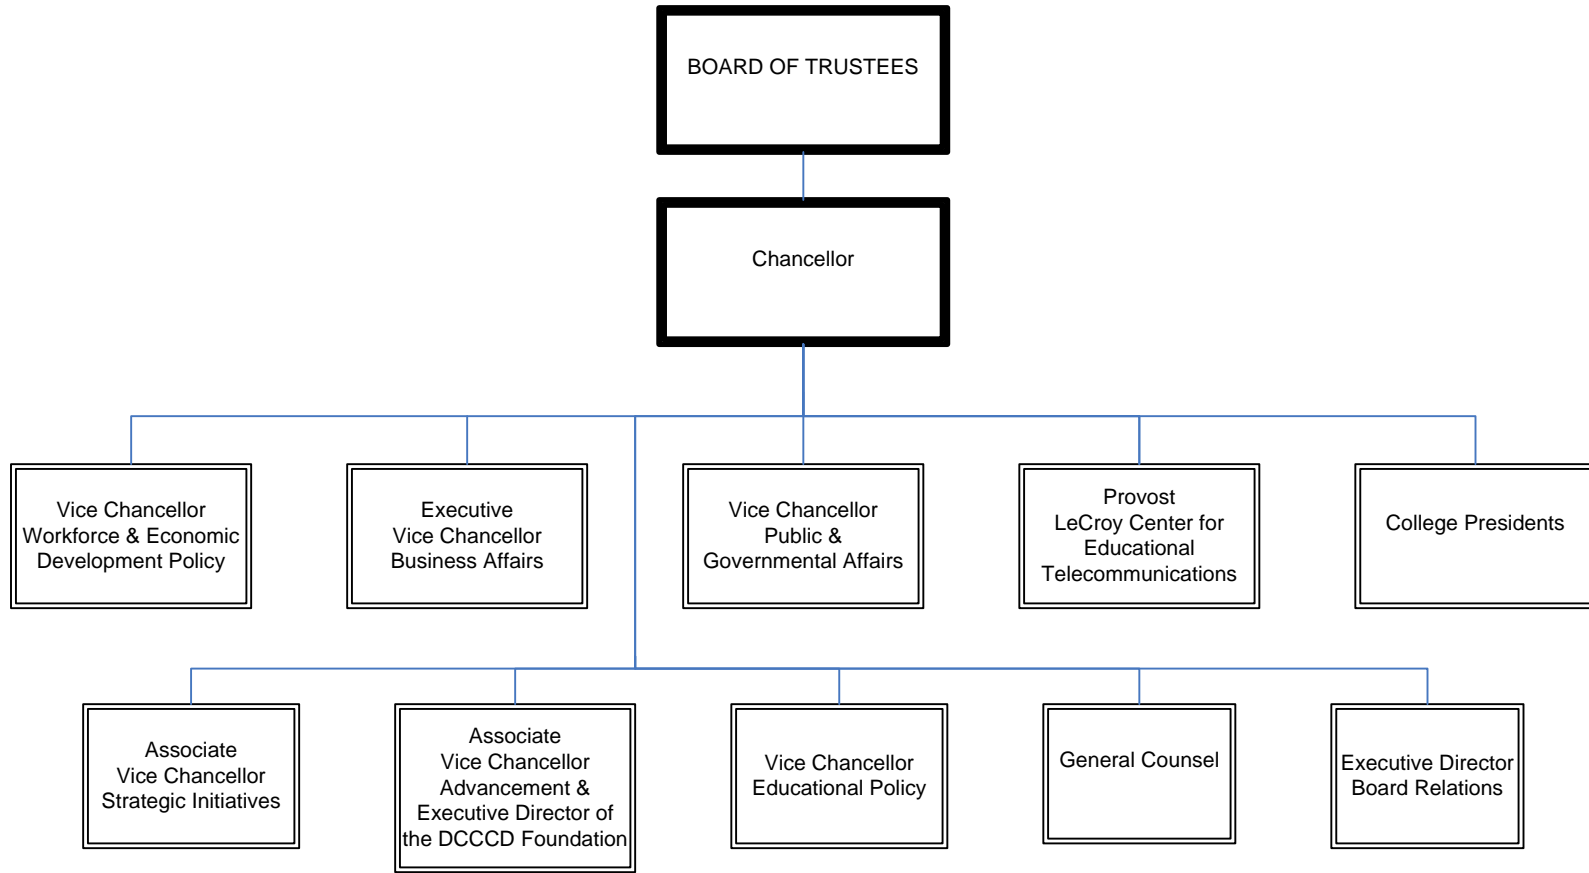 BOARD OF TRUSTEES
Chancellor
Vice Chancellor
Workforce & Economic
Development Policy
Executive
Vice Chancellor
Business Affairs
Vice Chancellor
Public &
Governmental Affairs
Provost
LeCroy Center for
Educational
Telecommunications
College Presidents
Associate
Vice Chancellor
Strategic Initiatives
Associate
Vice Chancellor
Advancement &
Executive Director of
the DCCCD Foundation
Vice Chancellor
Educational Policy
General Counsel
Executive Director
Board Relations